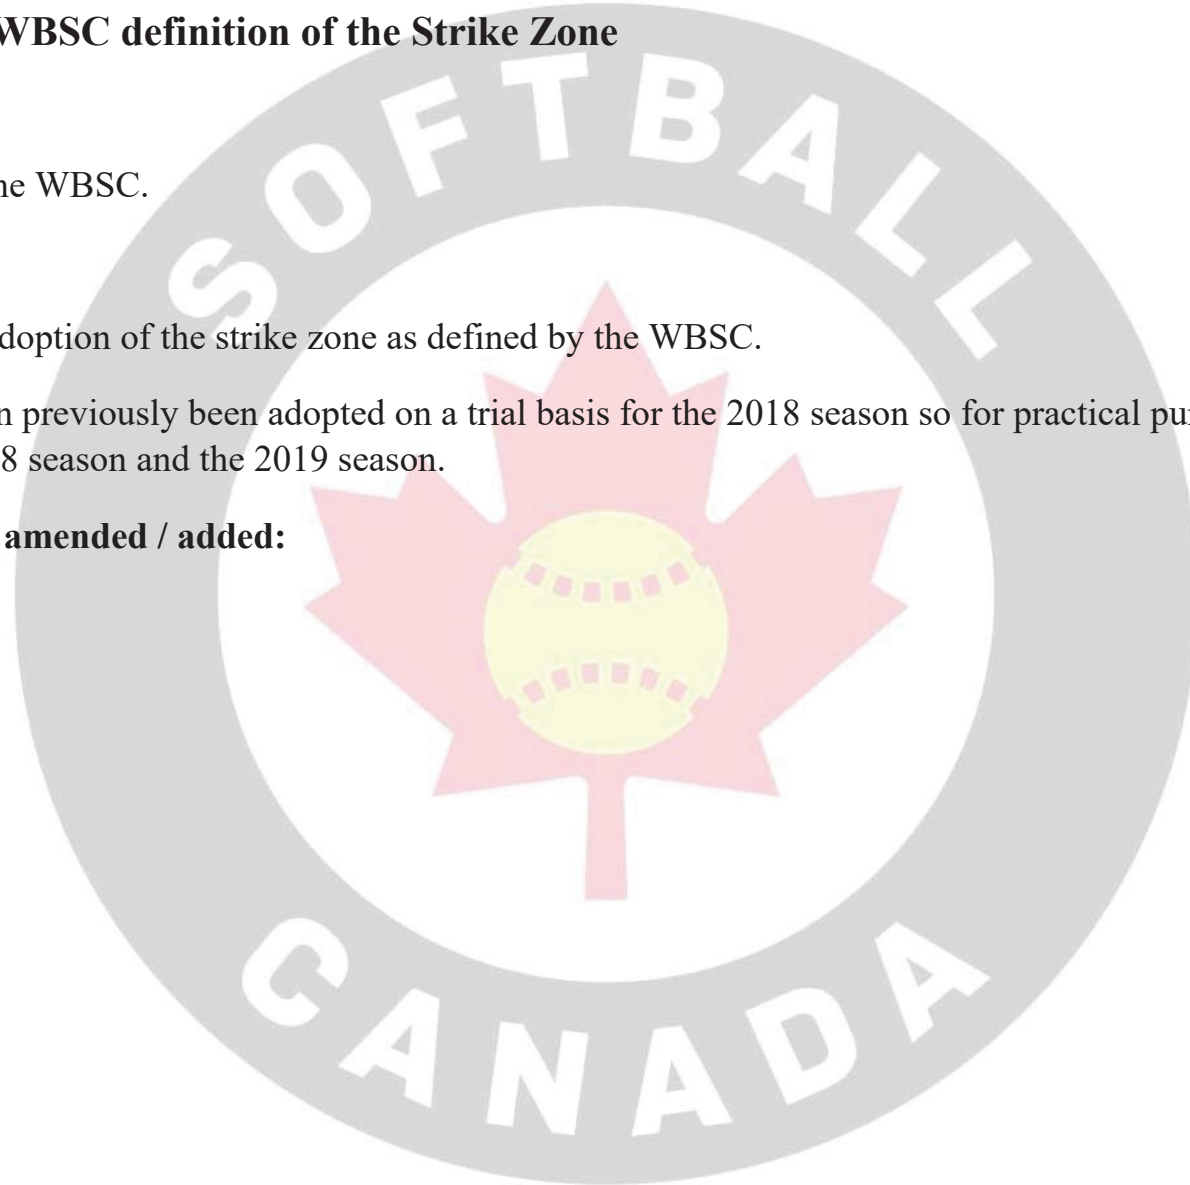 WBSC definition of the Strike Zone
SOFTBALL
he WBSC.
doption of the strike zone as defined by the WBSC.
n previously been adopted on a trial basis for the 2018 season so for practical pu
8 season and the 2019 season.
amended / added:
CANADA